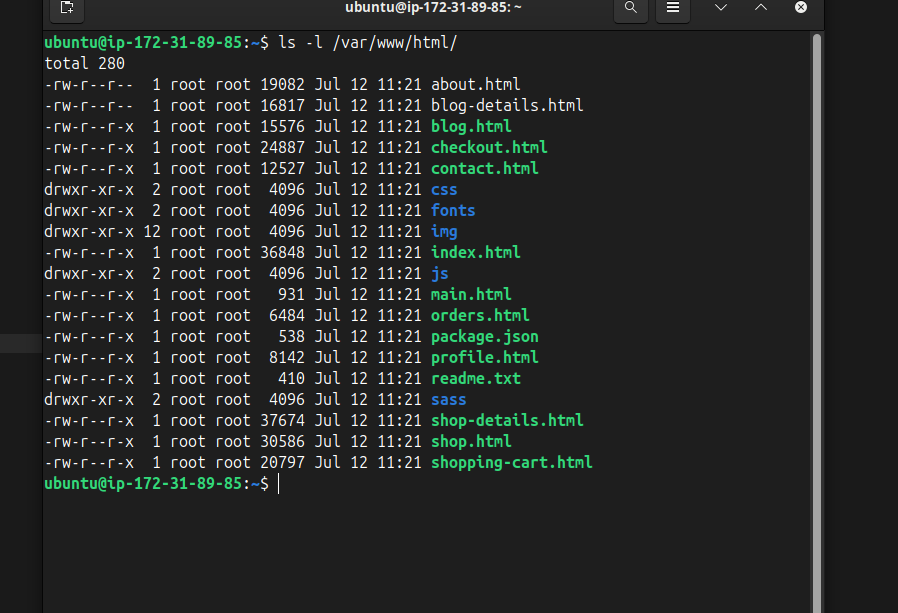 ubuntu@ip-172-31-89-85: ~
ubuntu@ip-172-31-89-85:~$ ls -l /var/www/html/
total 280
-rw-r--r--  1 root root 19082 Jul 12 11:21 about.html
-rw-r--r--  1 root root 16817 Jul 12 11:21 blog-details.html
-rw-r--r-x  1 root root 15576 Jul 12 11:21 blog.html
-rw-r--r-x  1 root root 24887 Jul 12 11:21 checkout.html
-rw-r--r-x  1 root root 12527 Jul 12 11:21 contact.html
drwxr-xr-x  2 root root  4096 Jul 12 11:21 css
drwxr-xr-x  2 root root  4096 Jul 12 11:21 fonts
drwxr-xr-x 12 root root  4096 Jul 12 11:21 img
-rw-r--r-x  1 root root 36848 Jul 12 11:21 index.html
drwxr-xr-x  2 root root  4096 Jul 12 11:21 js
-rw-r--r-x  1 root root   931 Jul 12 11:21 main.html
-rw-r--r-x  1 root root  6484 Jul 12 11:21 orders.html
-rw-r--r-x  1 root root   538 Jul 12 11:21 package.json
-rw-r--r-x  1 root root  8142 Jul 12 11:21 profile.html
-rw-r--r-x  1 root root   410 Jul 12 11:21 readme.txt
drwxr-xr-x  2 root root  4096 Jul 12 11:21 sass
-rw-r--r-x  1 root root 37674 Jul 12 11:21 shop-details.html
-rw-r--r-x  1 root root 30586 Jul 12 11:21 shop.html
-rw-r--r-x  1 root root 20797 Jul 12 11:21 shopping-cart.html
ubuntu@ip-172-31-89-85:~$